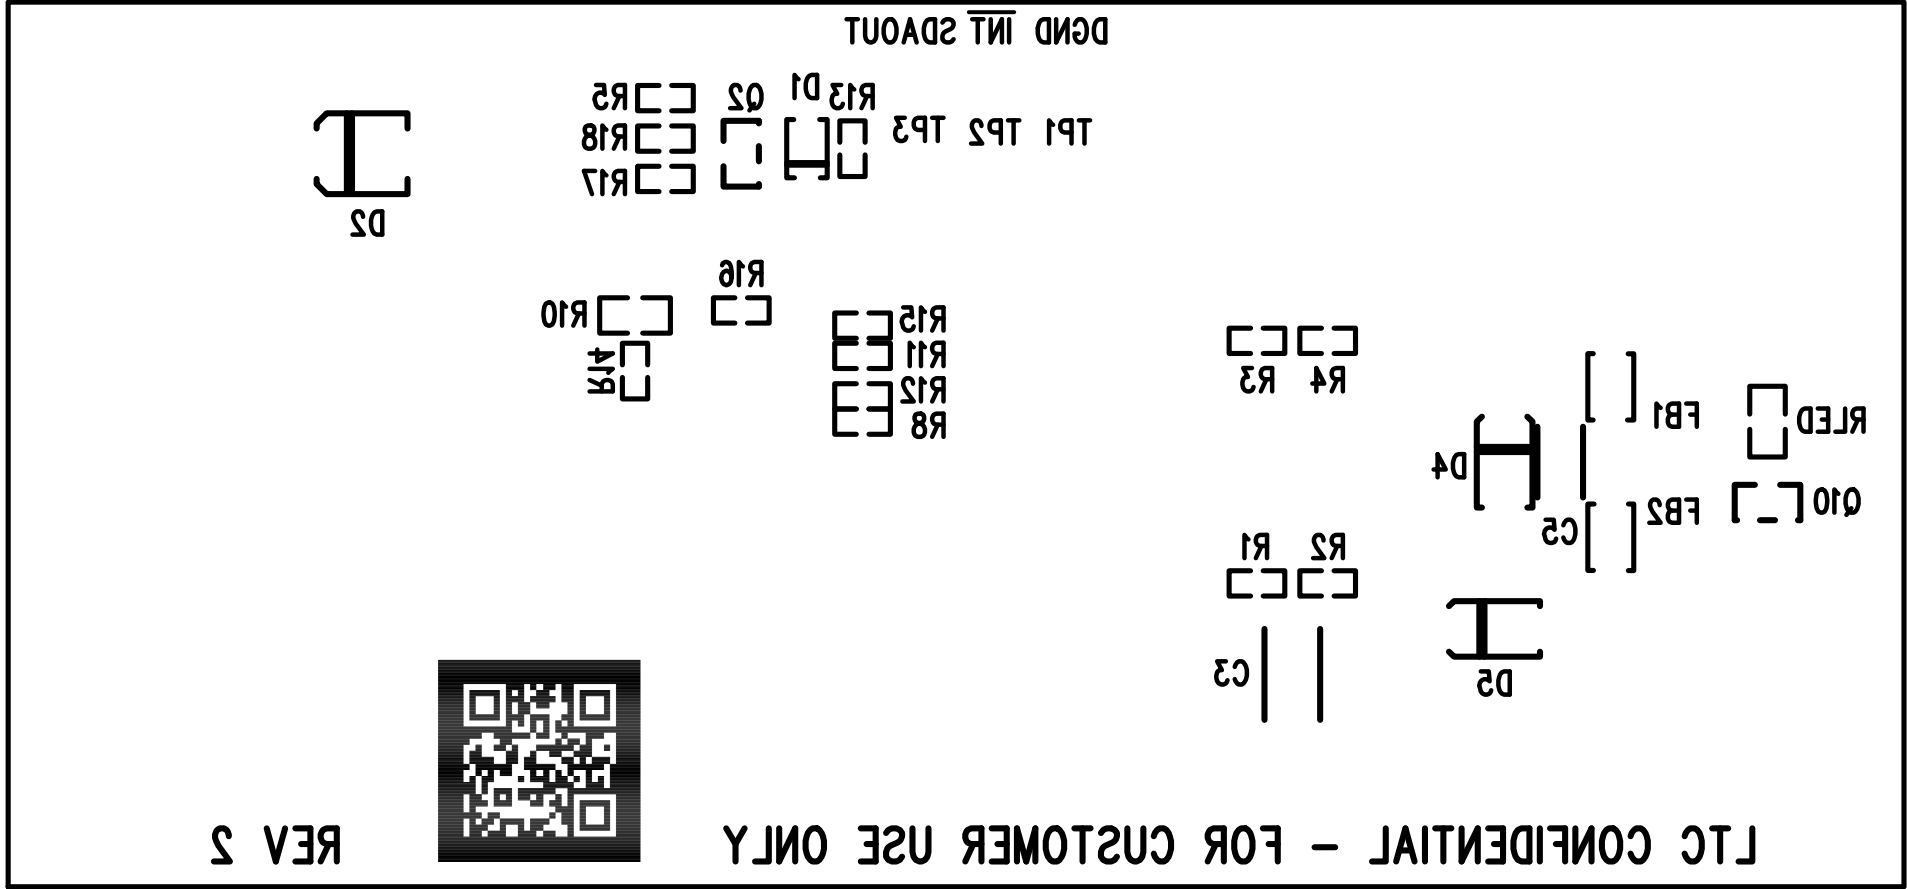 DGND INT SDAOUT
D1
R13
Q2
R5
TP1 TP2 TP3
R18
R17
D2
R16
R10
R15
R14
R11
R12
R8
R4 R3
FB1
RLED
D4
Q10
FB2
C5
R2 R1
C3
D5
LTC CONFIDENTIAL - FOR CUSTOMER USE ONLY
REV 2